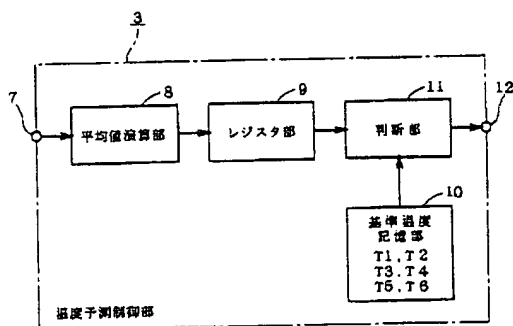 3
7
8
9
11
12
平均値演算部
レジスタ部
判断部
10
基準温度
記憶部
T1, T2
T3, T4
T5, T6
温度予測制御部